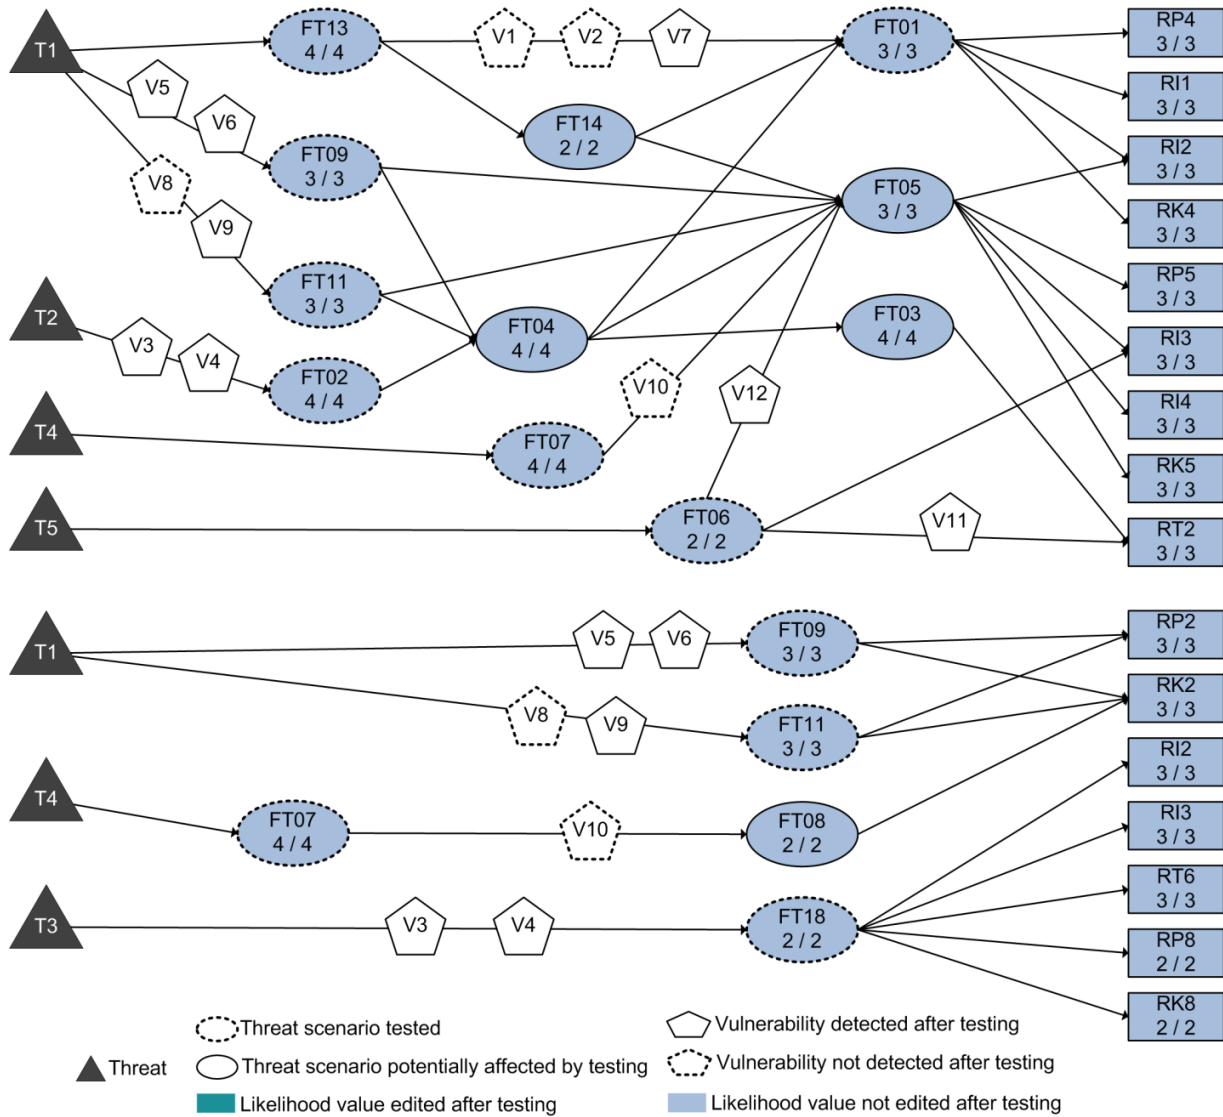 T1
FT13
4 / 4
V1
V2
V7
FT01
3 / 3
RP4
3 / 3
V5
V6
RI1
3 / 3
FT14
2 / 2
RI2
3 / 3
FT09
3 / 3
V8
V9
FT05
3 / 3
RK4
3 / 3
RP5
3 / 3
FT11
3 / 3
T2
V3
V4
FT04
4 / 4
FT03
4 / 4
RI3
3 / 3
FT02
4 / 4
V10
V12
RI4
3 / 3
T4
FT07
4 / 4
RK5
3 / 3
T5
FT06
2 / 2
V11
RT2
3 / 3
T1
V5
V6
FT09
3 / 3
RP2
3 / 3
RK2
3 / 3
V8
V9
FT11
3 / 3
RI2
3 / 3
T4
FT07
4 / 4
V10
FT08
2 / 2
RI3
3 / 3
RT6
3 / 3
T3
V3
V4
FT18
2 / 2
RP8
2 / 2
RK8
2 / 2
Threat scenario tested
Vulnerability detected after testing
Threat
Threat scenario potentially affected by testing
Vulnerability not detected after testing
Likelihood value edited after testing
Likelihood value not edited after testing